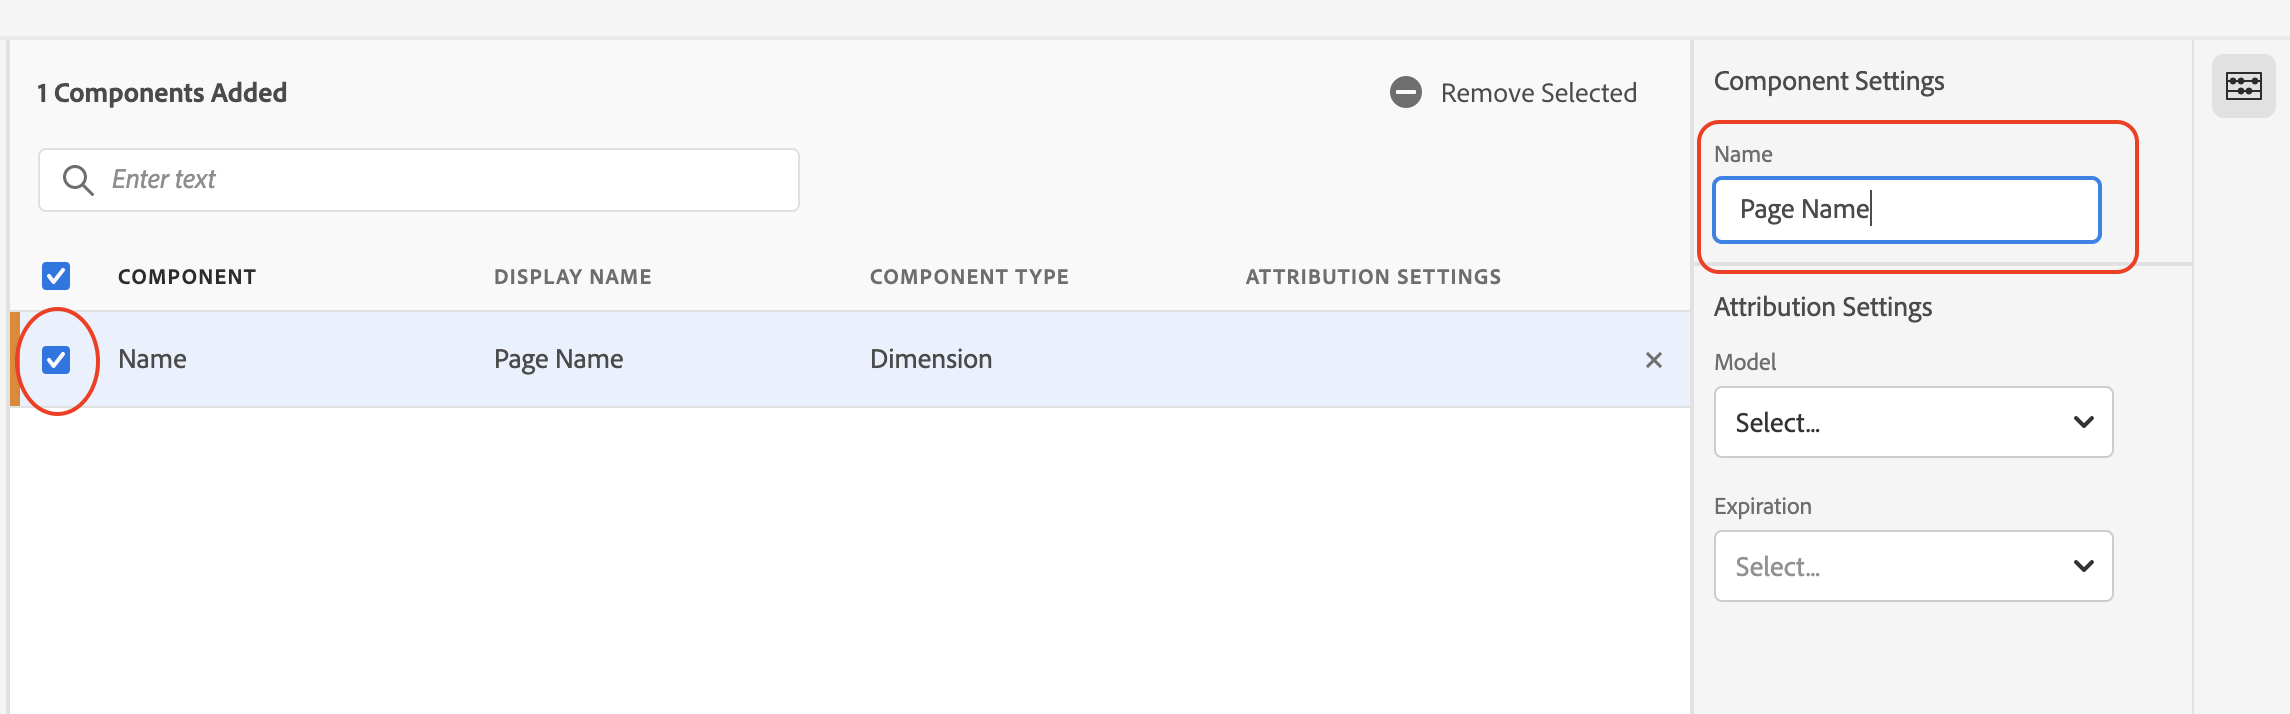 1 Components Added
Remove Selected
Enter text
COMPONENT DISPLAY NAME COMPONENT TYPE ATTRIBUTION SETTINGS
Name Page Name Dimension
Component Settings
Name
Page Name
Attribution Settings
Model
Select...
Expiration
Select...